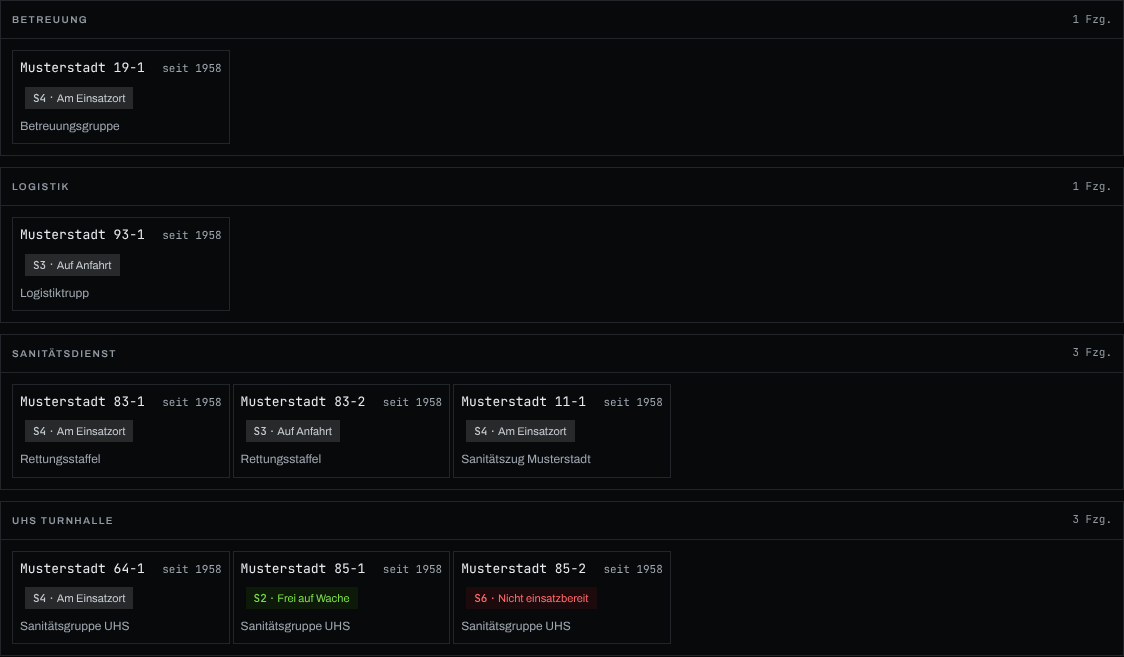 BETREUUNG 1 Fzg.
Musterstadt 19-1 seit 1958
S4 · Am Einsatzort
Betreuungsgruppe
LOGISTIK 1 Fzg.
Musterstadt 93-1 seit 1958
S3 · Auf Anfahrt
Logistiktrupp
SANITÄTSDIENST 3 Fzg.
Musterstadt 83-1 seit 1958 Musterstadt 83-2 seit 1958 Musterstadt 11-1 seit 1958
S4 · Am Einsatzort S3 · Auf Anfahrt S4 · Am Einsatzort
Rettungsstaffel Rettungsstaffel Sanitätszug Musterstadt
UHS TURNHALLE 3 Fzg.
Musterstadt 64-1 seit 1958 Musterstadt 85-1 seit 1958 Musterstadt 85-2 seit 1958
S4 · Am Einsatzort S2 · Frei auf Wache S6 · Nicht einsatzbereit
Sanitätsgruppe UHS Sanitätsgruppe UHS Sanitätsgruppe UHS